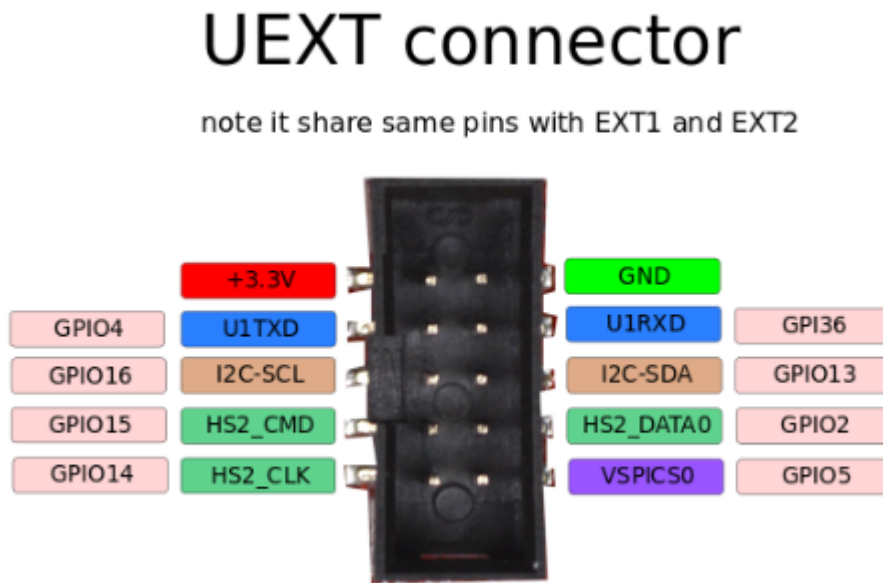 UEXT connector
note it share same pins with EXT1 and EXT2
+3.3V GND
GPIO4 U1TXD U1RXD GPI36
GPIO16 I2C-SCL I2C-SDA GPIO13
GPIO15 HS2_CMD HS2_DATA0 GPIO2
GPIO14 HS2_CLK VSPICS0 GPIO5